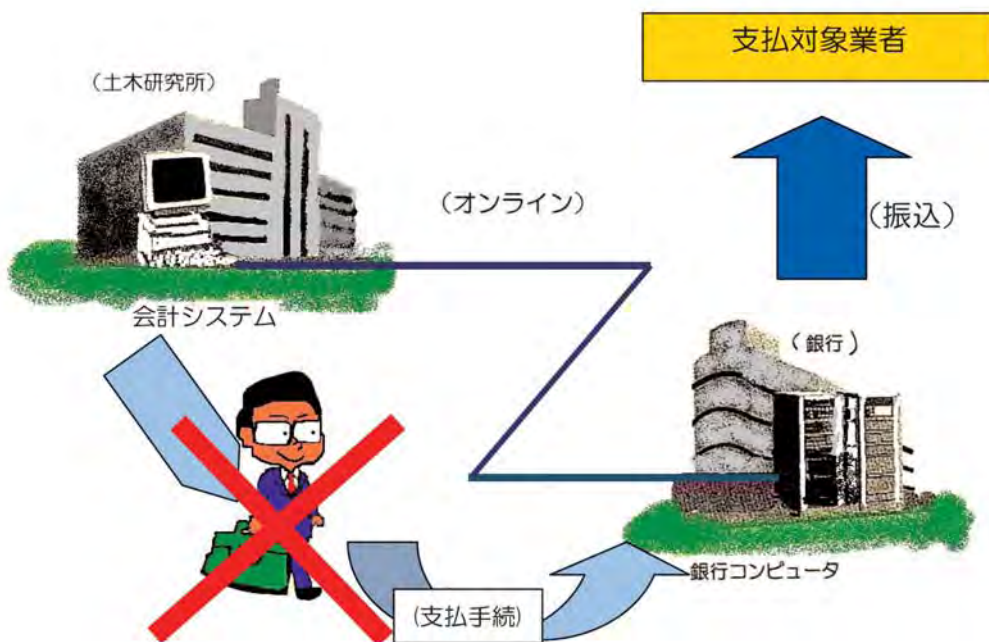 支払対象業者
（土木研究所）
（オンライン）
（振込）
会計システム
（銀行）
銀行コンピュータ
(支払手続)